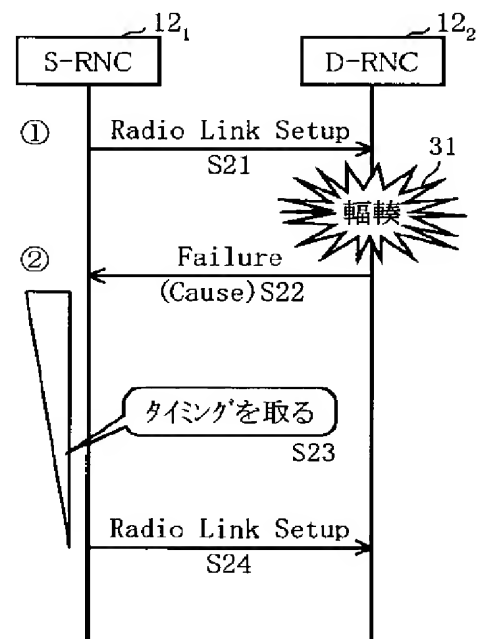 12₁ 12₂
S-RNC D-RNC
① Radio Link Setup
S21
31
輻輳
② Failure
(Cause)S22
タイミングを取る
S23
Radio Link Setup
S24